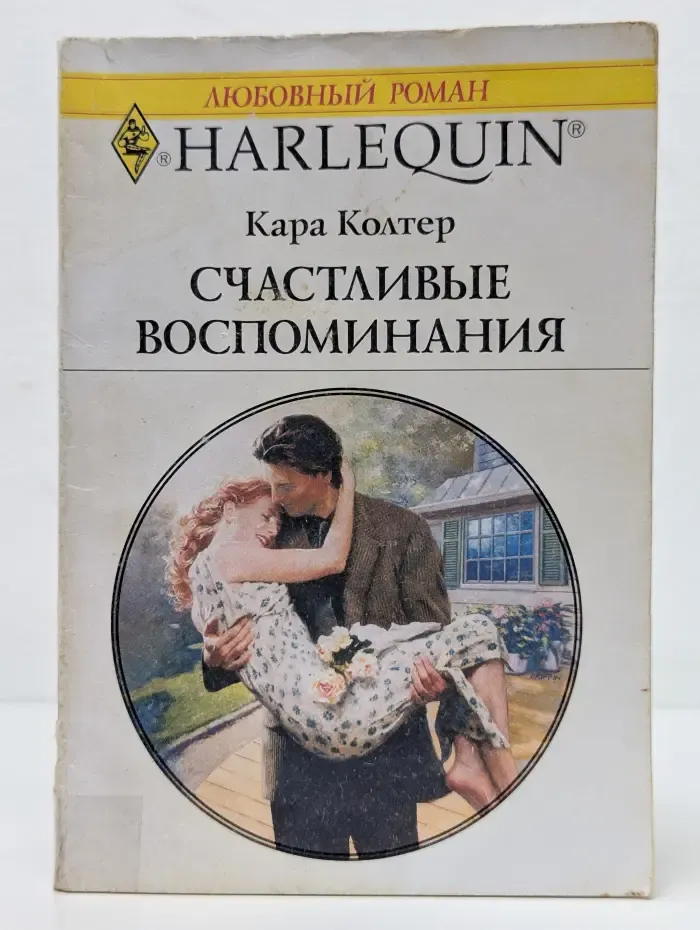 ЛЮБОВНЫЙ РОМАН
® HARLEQUIN®
Кара Колтер
СЧАСТЛИВЫЕ
ВОСПОМИНАНИЯ